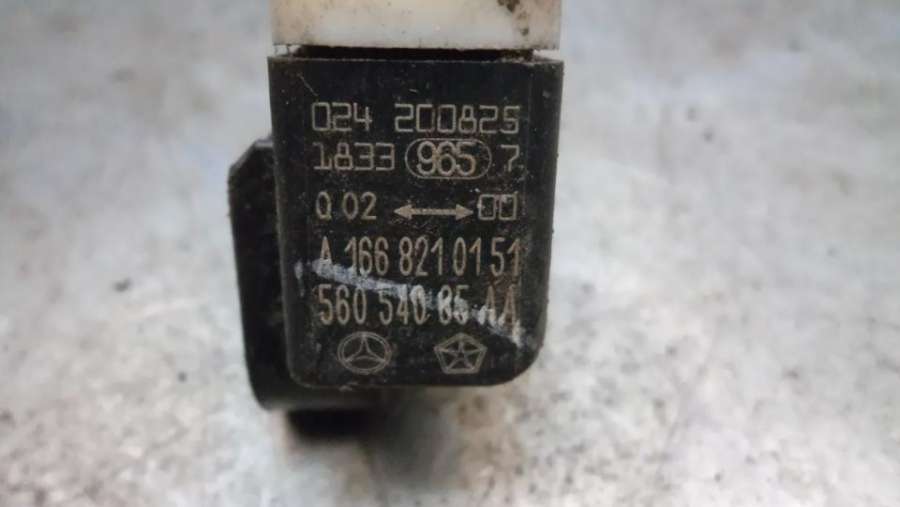 024 200825
1833 965 7
Q 02 ↔ 00
A 166 821 01 51
560 540 85 AA